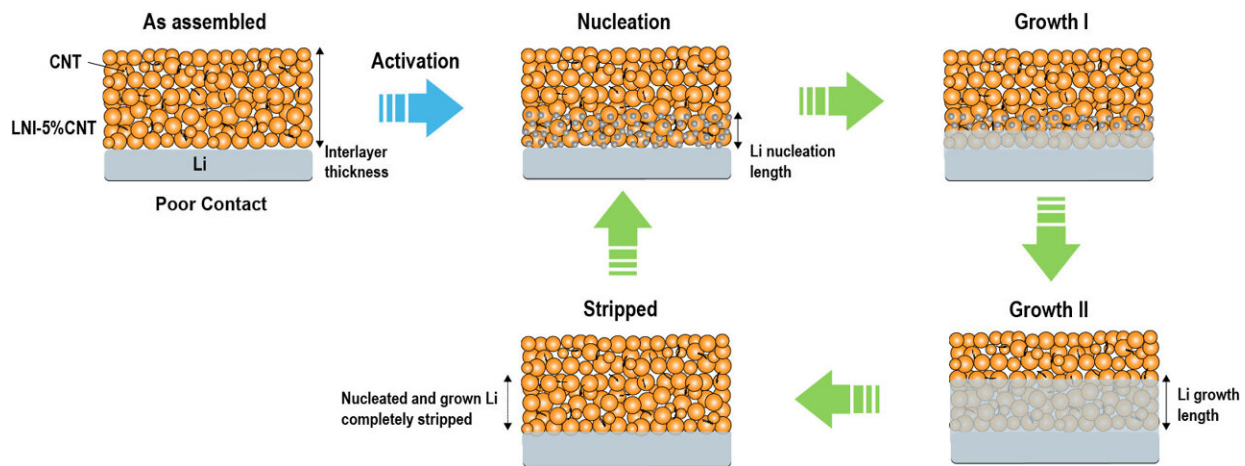 As assembled
CNT
LNI-5%CNT
Li
Interlayer
thickness
Poor Contact
Activation
Nucleation
Li nucleation
length
Growth I
Growth II
Li growth
length
Stripped
Nucleated and grown Li
completely stripped